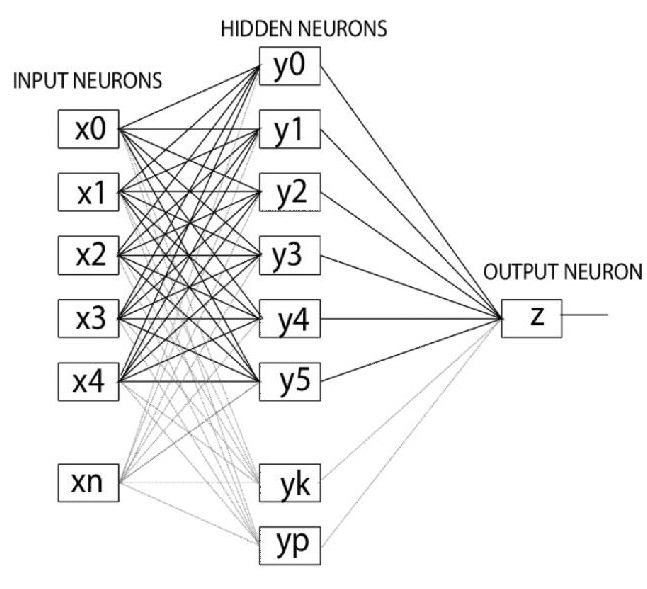 HIDDEN NEURONS
INPUT NEURONS
OUTPUT NEURON
x0
x1
x2
x3
x4
xn
y0
y1
y2
y3
y4
y5
yk
yp
z